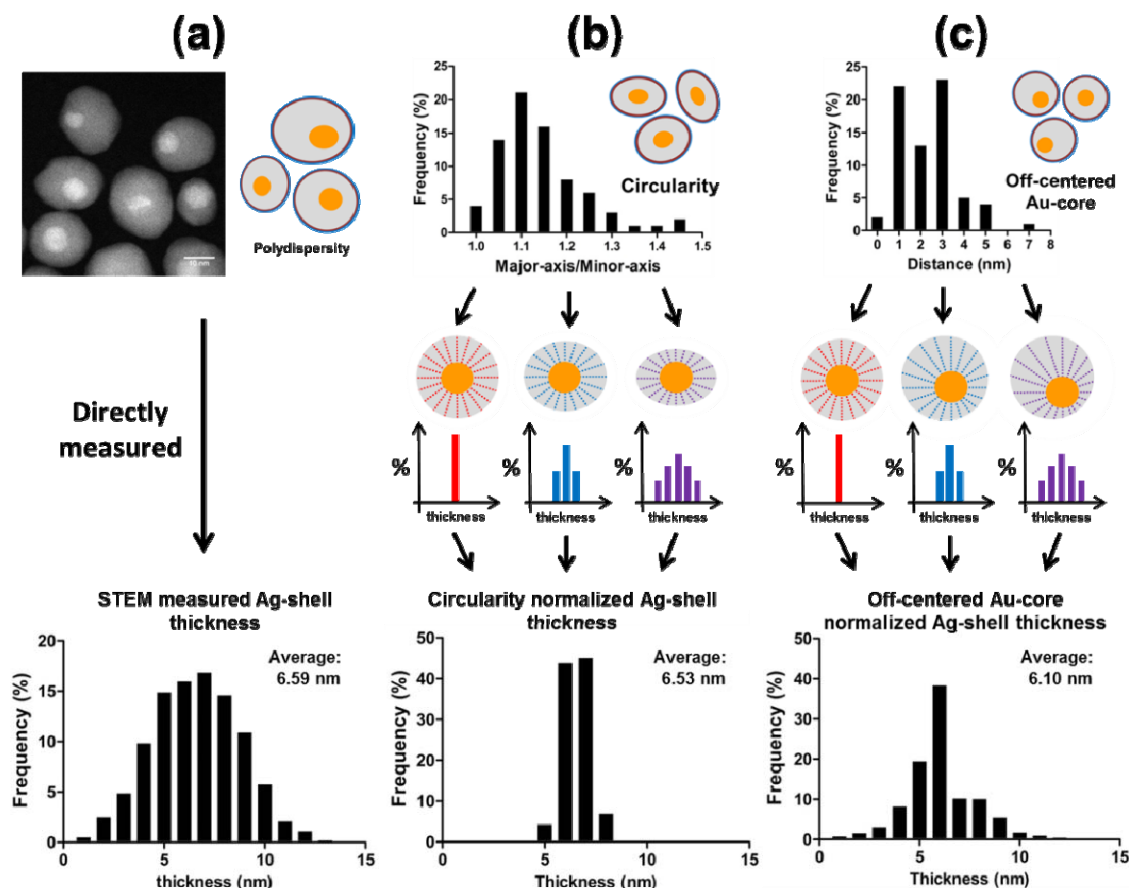 (a)
10 nm
Polydispersity
Directly
measured
STEM measured Ag-shell
thickness
Average:
6.59 nm
Frequency (%)
20
15
10
5
0
0
5
10
15
thickness (nm)
(b)
Frequency (%)
25
20
15
10
5
0
Circularity
1.0
1.1
1.2
1.3
1.4
1.5
Major-axis/Minor-axis
%
thickness
%
thickness
%
thickness
Circularity normalized Ag-shell
thickness
Average:
6.53 nm
Frequency (%)
50
40
30
20
10
0
0
5
10
15
Thickness (nm)
(c)
Frequency (%)
25
20
15
10
5
0
Off-centered
Au-core
0
1
2
3
4
5
6
7
8
Distance (nm)
%
thickness
%
thickness
%
thickness
Off-centered Au-core
normalized Ag-shell thickness
Average:
6.10 nm
Frequency (%)
50
40
30
20
10
0
0
5
10
15
Thickness (nm)